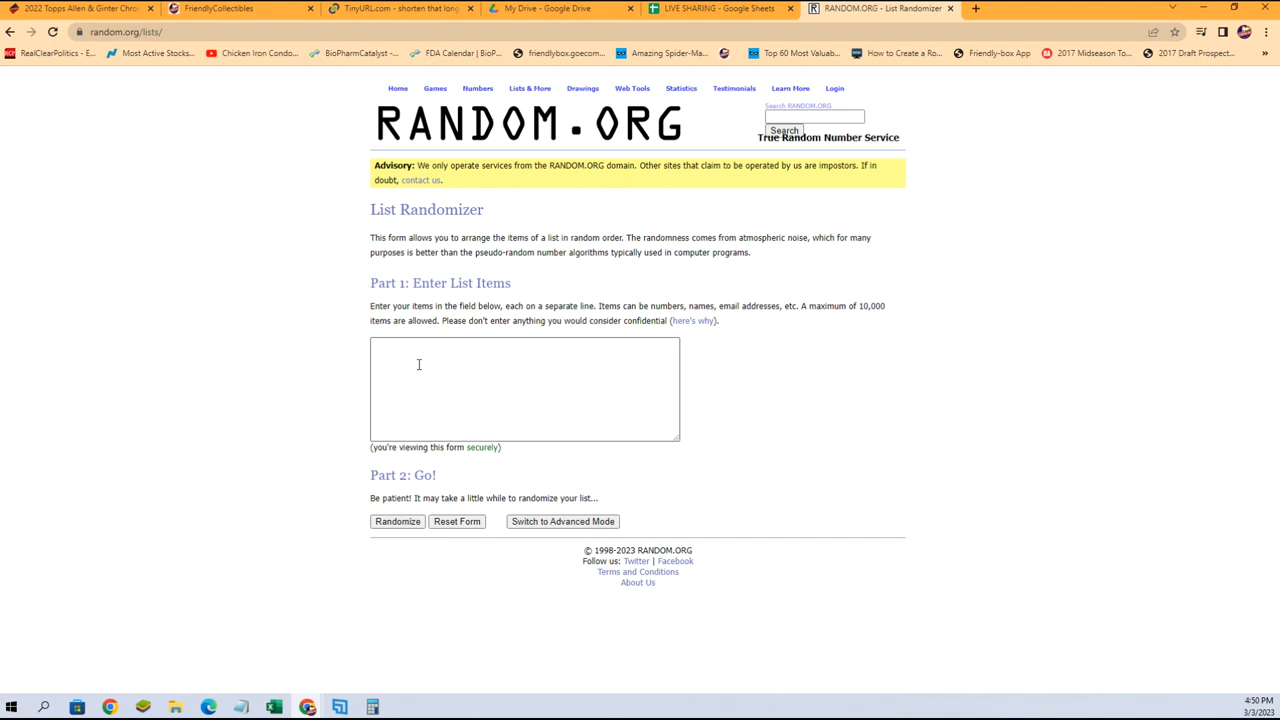 2022 Topps Allen & Ginter Chro
FriendlyCollectibles
TinyURL.com - shorten that long
My Drive - Google Drive
LIVE SHARING - Google Sheets
RANDOM.ORG - List Randomizer
random.org/lists/
RealClearPolitics - E...
Most Active Stocks...
Chicken Iron Condo...
BioPharmCatalyst -...
FDA Calendar | BioP...
friendlybox.goecom...
Amazing Spider-Ma...
Top 60 Most Valuab...
How to Create a Ro...
Friendly-box App
2017 Midseason To...
2017 Draft Prospect...
Home Games Numbers Lists & More Drawings Web Tools Statistics Testimonials Learn More Login
RANDOM.ORG
Search RANDOM.ORG
Search
True Random Number Service
Advisory: We only operate services from the RANDOM.ORG domain. Other sites that claim to be operated by us are impostors. If in
doubt, contact us.
List Randomizer
This form allows you to arrange the items of a list in random order. The randomness comes from atmospheric noise, which for many
purposes is better than the pseudo-random number algorithms typically used in computer programs.
Part 1: Enter List Items
Enter your items in the field below, each on a separate line. Items can be numbers, names, email addresses, etc. A maximum of 10,000
items are allowed. Please don't enter anything you would consider confidential (here's why).
(you're viewing this form securely)
Part 2: Go!
Be patient! It may take a little while to randomize your list...
Randomize Reset Form Switch to Advanced Mode
© 1998-2023 RANDOM.ORG
Follow us: Twitter | Facebook
Terms and Conditions
About Us
4:50 PM
3/3/2023